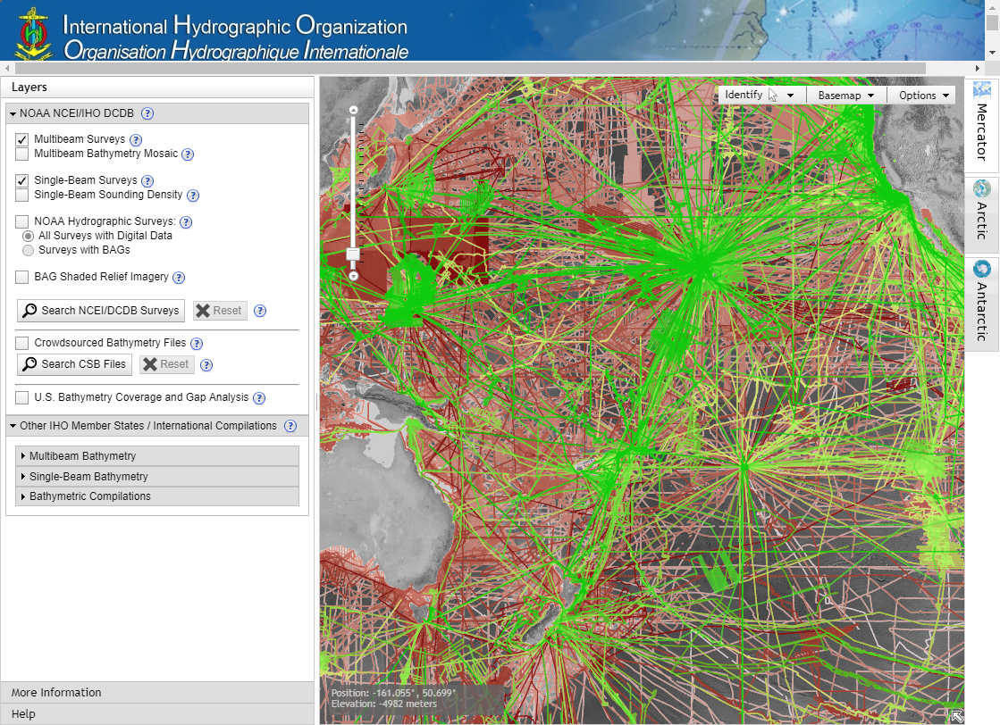 International Hydrographic Organization
Organisation Hydrographique Internationale
Layers
NOAA NCEI/IHO DCDB ?
Multibeam Surveys ?
Multibeam Bathymetry Mosaic ?
Single-Beam Surveys ?
Single-Beam Sounding Density ?
NOAA Hydrographic Surveys: ?
All Surveys with Digital Data
Surveys with BAGs
BAG Shaded Relief Imagery ?
Search NCEI/DCDB Surveys Reset ?
Crowdsourced Bathymetry Files ?
Search CSB Files Reset ?
U.S. Bathymetry Coverage and Gap Analysis ?
Other IHO Member States / International Compilations ?
Multibeam Bathymetry
Single-Beam Bathymetry
Bathymetric Compilations
More Information
Help
Identify Basemap Options
Position: -161.055°, 50.699°
Elevation: -4982 meters
Mercator
Arctic
Antarctic